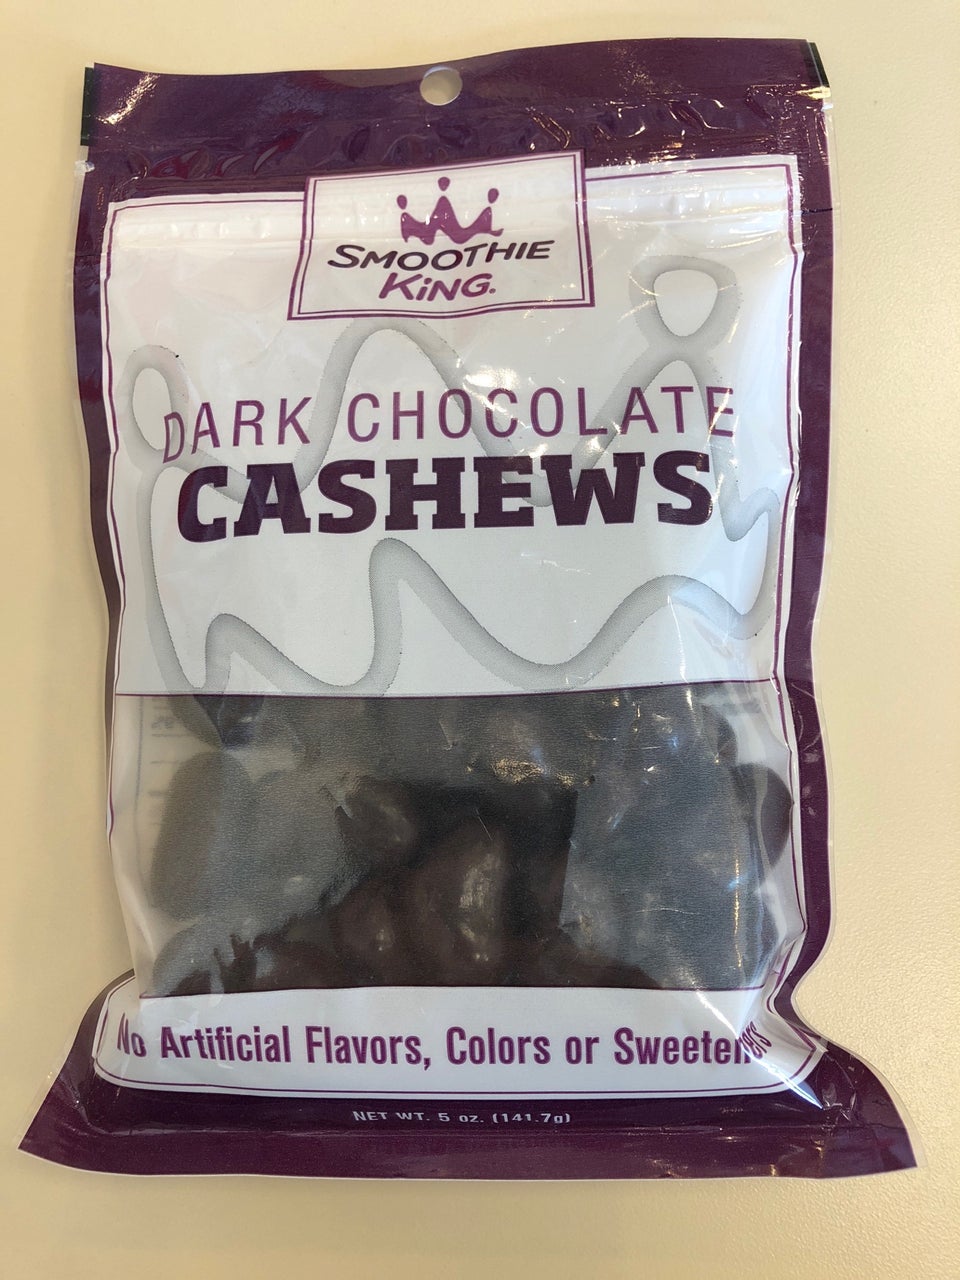 SMOOTHIE
KiNG.
DARK CHOCOLATE
CASHEWS
No Artificial Flavors, Colors or Sweeteners
NET WT. 5 oz. (141.7g)